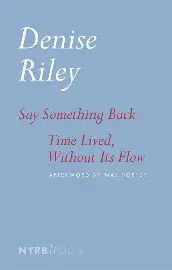 Denise
Riley
Say Something Back
Time Lived,
Without Its Flow
AFTERWORD BY MAX PORTER
NYRB/POETS